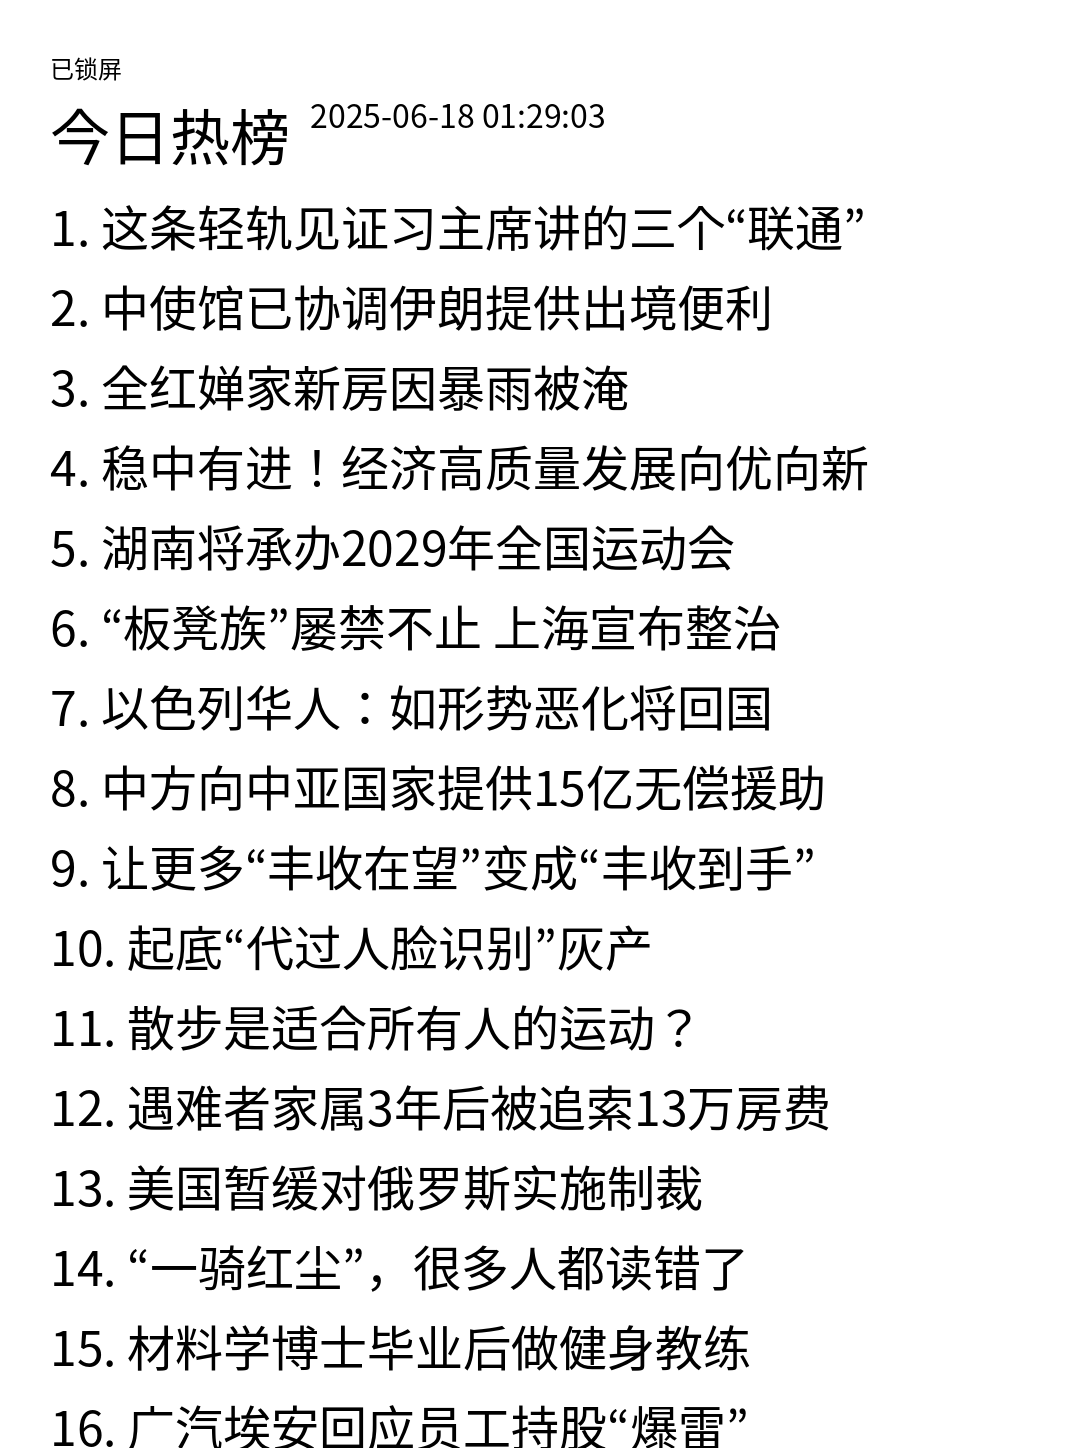 已锁屏
今日热榜 2025-06-18 01:29:03
1. 这条轻轨见证习主席讲的三个“联通”
2. 中使馆已协调伊朗提供出境便利
3. 全红婵家新房因暴雨被淹
4. 稳中有进！经济高质量发展向优向新
5. 湖南将承办2029年全国运动会
6. “板凳族”屡禁不止 上海宣布整治
7. 以色列华人：如形势恶化将回国
8. 中方向中亚国家提供15亿无偿援助
9. 让更多“丰收在望”变成“丰收到手”
10. 起底“代过人脸识别”灰产
11. 散步是适合所有人的运动？
12. 遇难者家属3年后被追索13万房费
13. 美国暂缓对俄罗斯实施制裁
14. “一骑红尘”，很多人都读错了
15. 材料学博士毕业后做健身教练
16. 广汽埃安回应员工持股“爆雷”